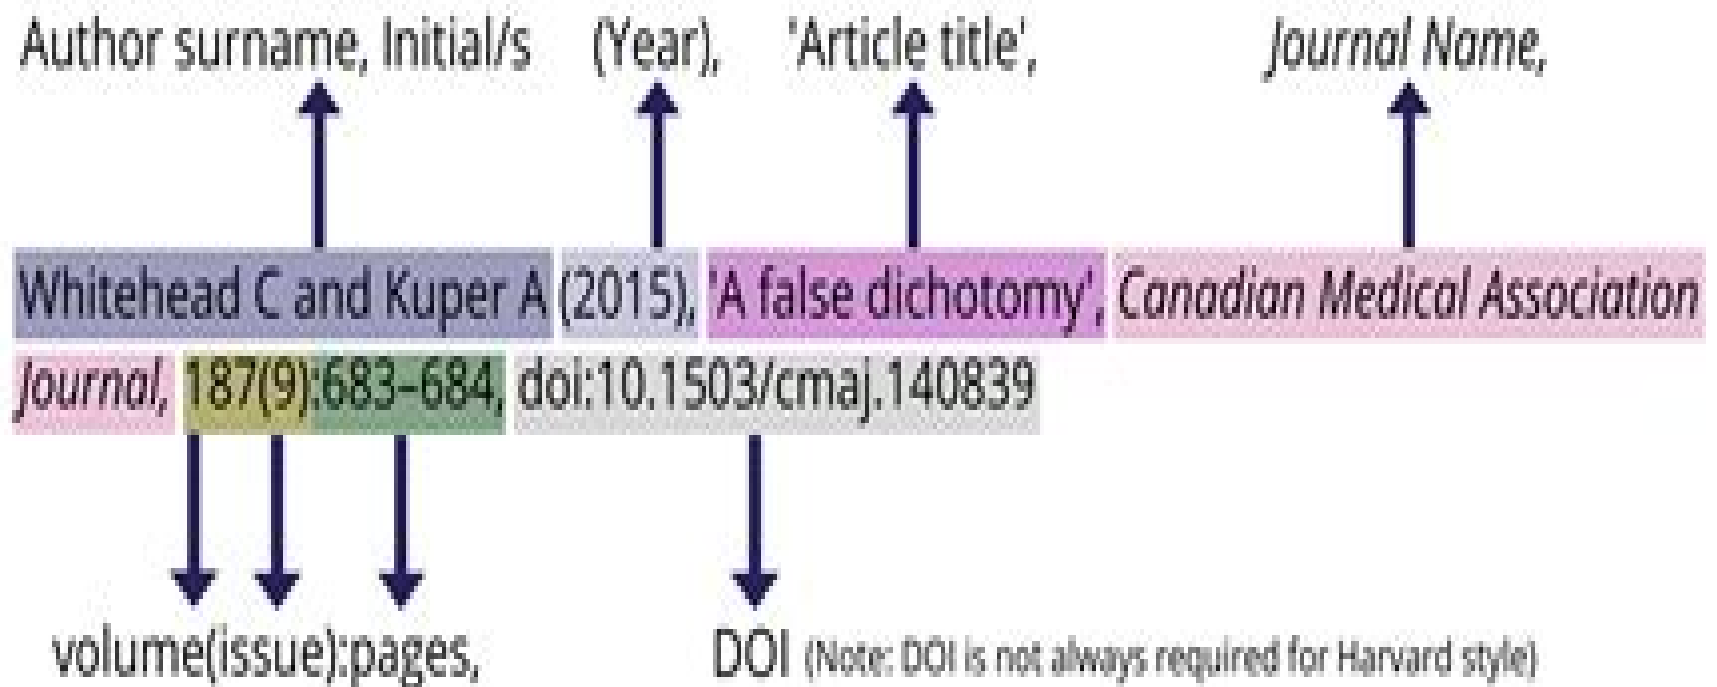 Author surname, Initial/s (Year), 'Article title', Journal Name,
Whitehead C and Kuper A (2015), 'A false dichotomy', Canadian Medical Association
Journal, 187(9):683–684, doi:10.1503/cmaj.140839
volume(issue):pages, DOI (Note: DOI is not always required for Harvard style)